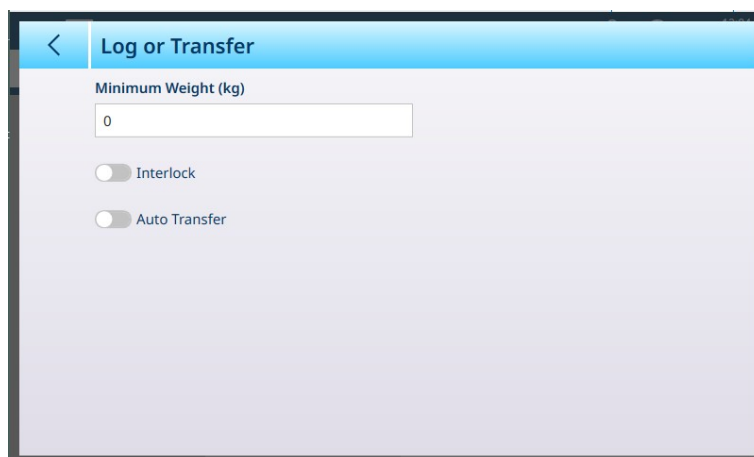 Log or Transfer
Minimum Weight (kg)
0
Interlock
Auto Transfer